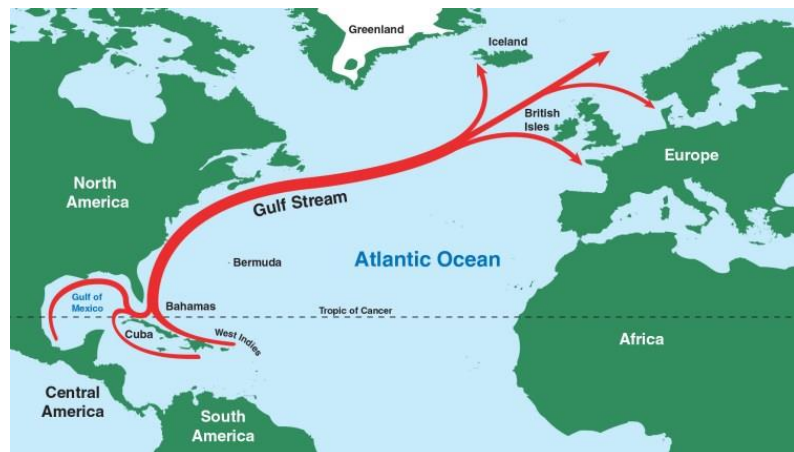 Greenland
Iceland
British
Isles
Europe
North
America
Gulf Stream
Bermuda
Atlantic Ocean
Gulf of
Mexico
Bahamas
Tropic of Cancer
Cuba
West Indies
Africa
Central
America
South
America